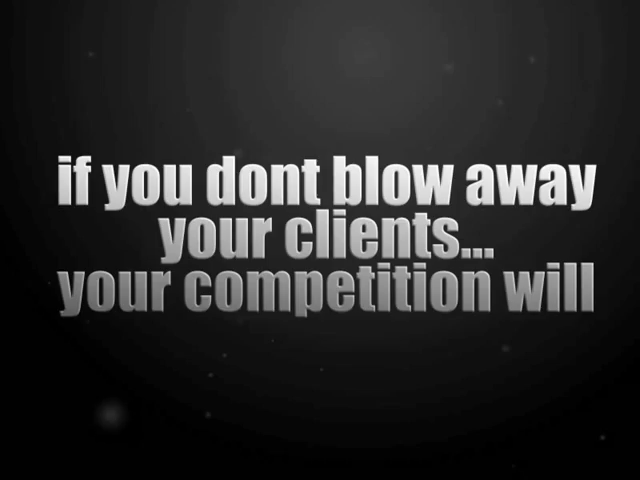 if you dont blow away
your clients...
your competition will